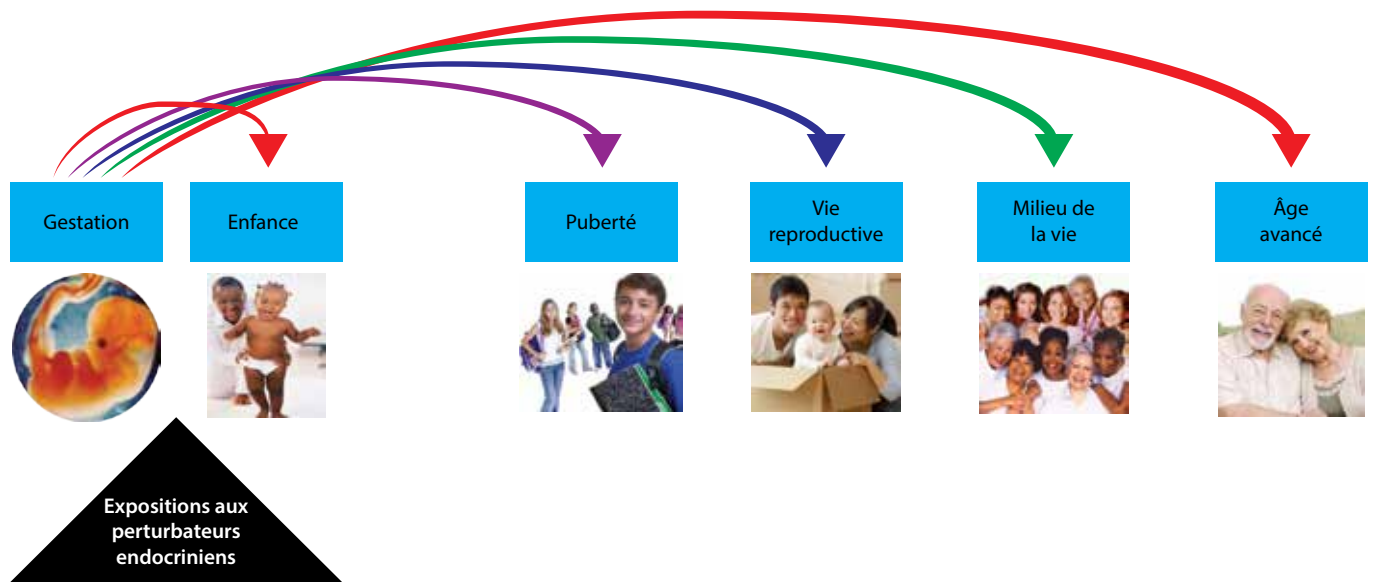 Gestation
Enfance
Puberté
Vie
reproductive
Milieu de
la vie
Âge
avancé
Expositions aux
perturbateurs
endocriniens